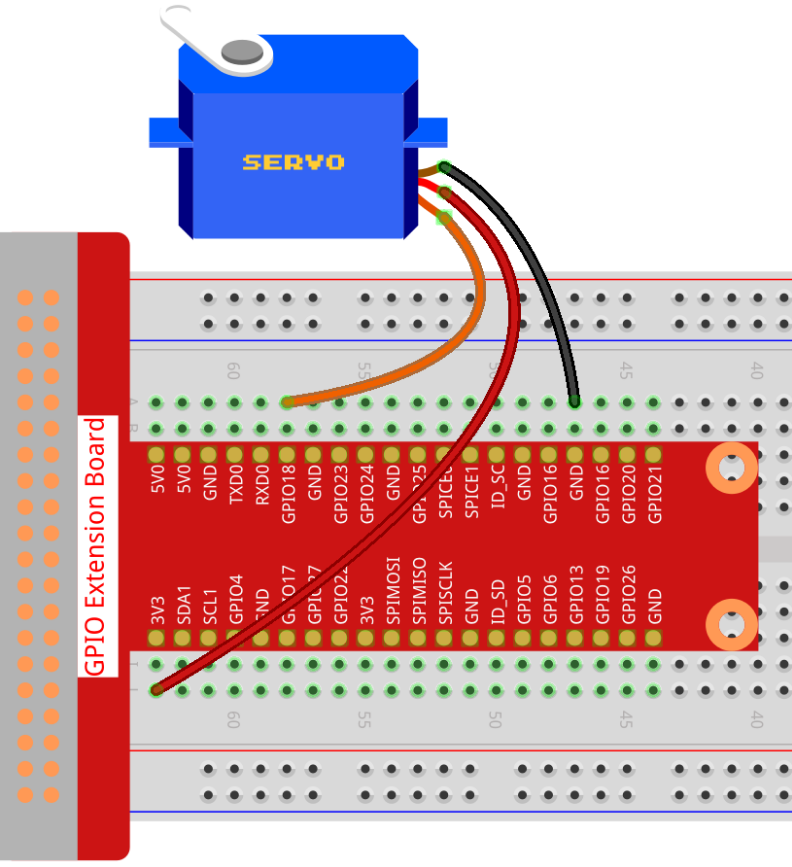 SERVO
60
55
50
45
40
A
B
5V0
5V0
GND
TXD0
RXD0
GPIO18
GND
GPIO23
GPIO24
GND
GPIO25
SPICE0
SPICE1
ID_SC
GND
GPIO16
GND
GPIO16
GPIO20
GPIO21
GPIO Extension Board
3V3
SDA1
SCL1
GPIO4
GND
GPIO17
GPIO27
GPIO22
3V3
SPIMOSI
SPIMISO
SPISCLK
GND
ID_SD
GPIO5
GPIO6
GPIO13
GPIO19
GPIO26
GND
60
55
50
45
40